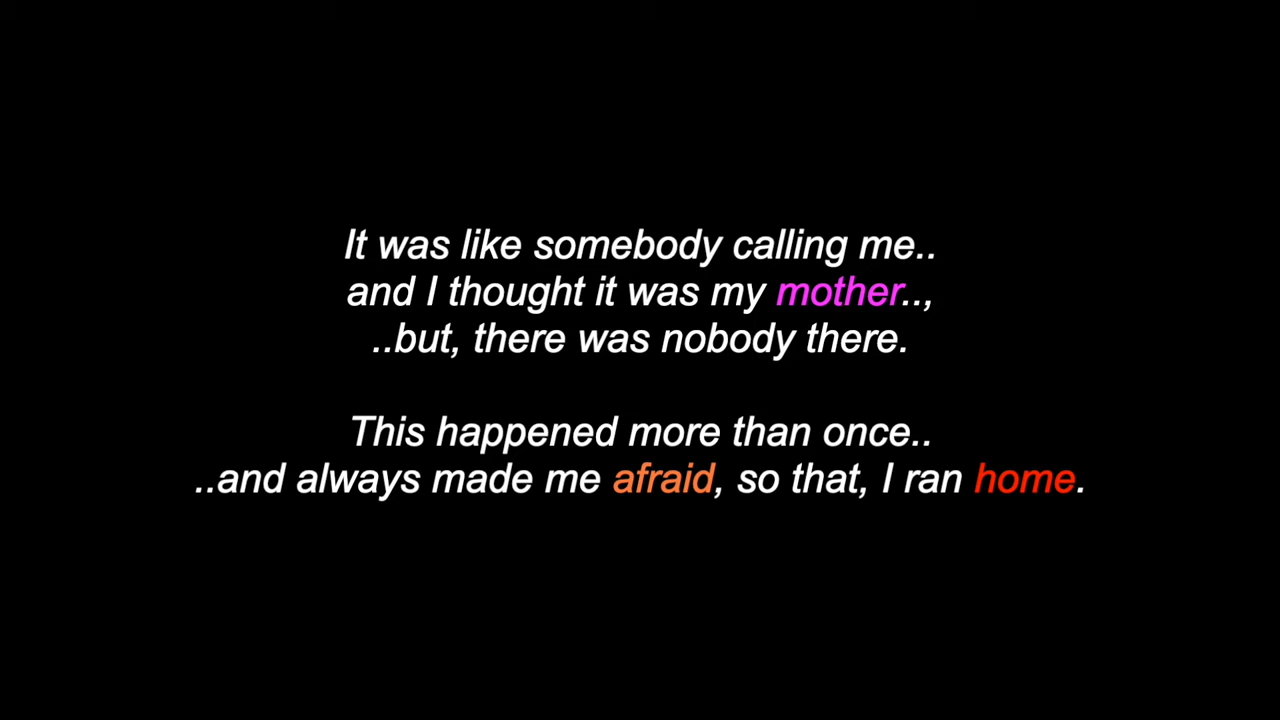 It was like somebody calling me..
and I thought it was my mother..,
..but, there was nobody there.
This happened more than once..
..and always made me afraid, so that, I ran home.